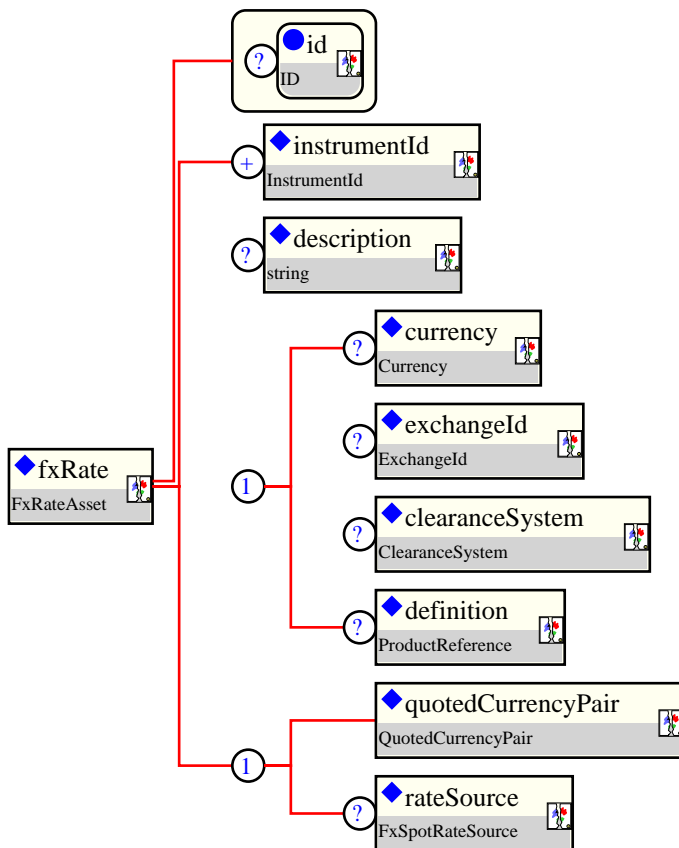 ? id
ID
+ instrumentId
InstrumentId
? description
string
? currency
Currency
? exchangeId
ExchangeId
fxRate
FxRateAsset
1
? clearanceSystem
ClearanceSystem
? definition
ProductReference
quotedCurrencyPair
QuotedCurrencyPair
1
? rateSource
FxSpotRateSource